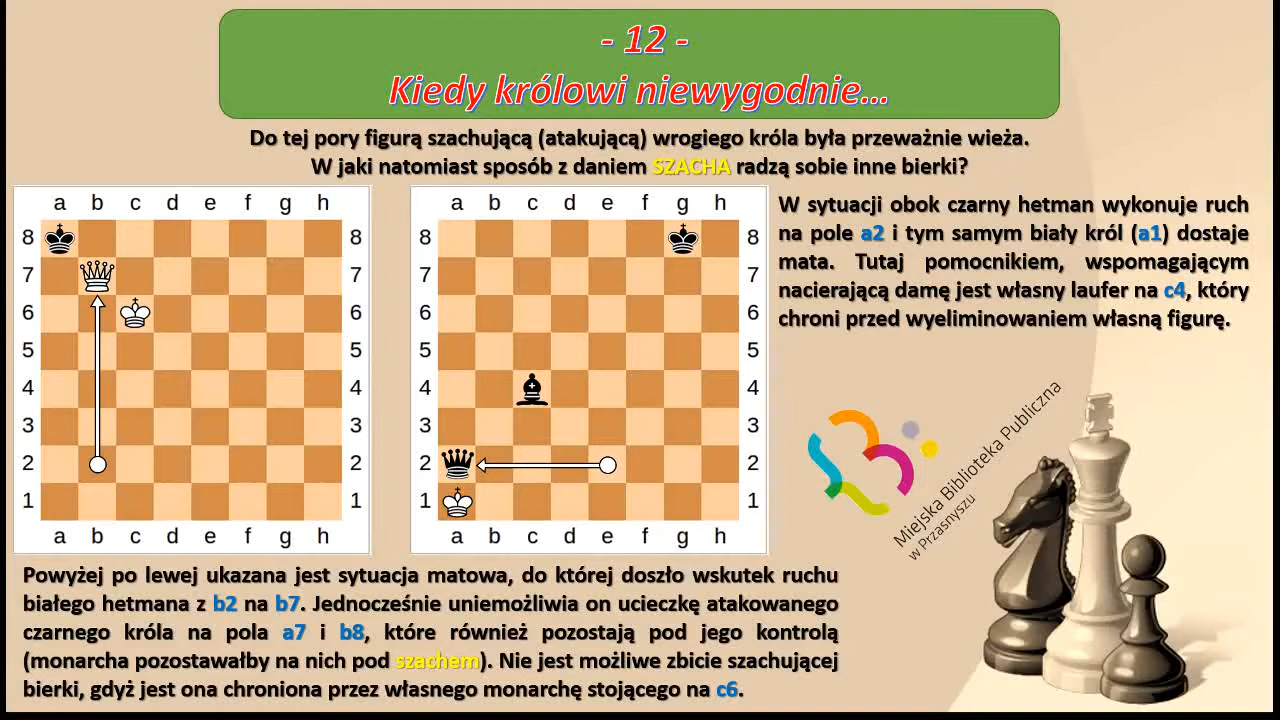 - 12 -
Kiedy królowi niewygodnie...
Do tej pory figurą szachującą (atakującą) wrogiego króla była przeważnie wieża.
W jaki natomiast sposób z daniem SZACHA radzą sobie inne bierki?
a b c d e f g h
8 8
7 7
6 6
5 5
4 4
3 3
2 2
1 1
a b c d e f g h
a b c d e f g h
8 8
7 7
6 6
5 5
4 4
3 3
2 2
1 1
a b c d e f g h
W sytuacji obok czarny hetman wykonuje ruch
na pole a2 i tym samym biały król (a1) dostaje
mata. Tutaj pomocnikiem, wspomagającym
nacierającą damę jest własny laufer na c4, który
chroni przed wyeliminowaniem własną figurę.
Miejska Biblioteka Publiczna
w Przasnyszu
Powyżej po lewej ukazana jest sytuacja matowa, do której doszło wskutek ruchu
białego hetmana z b2 na b7. Jednocześnie uniemożliwia on ucieczkę atakowanego
czarnego króla na pola a7 i b8, które również pozostają pod jego kontrolą
(monarcha pozostawałby na nich pod szachem). Nie jest możliwe zbicie szachującej
bierki, gdyż jest ona chroniona przez własnego monarchę stojącego na c6.